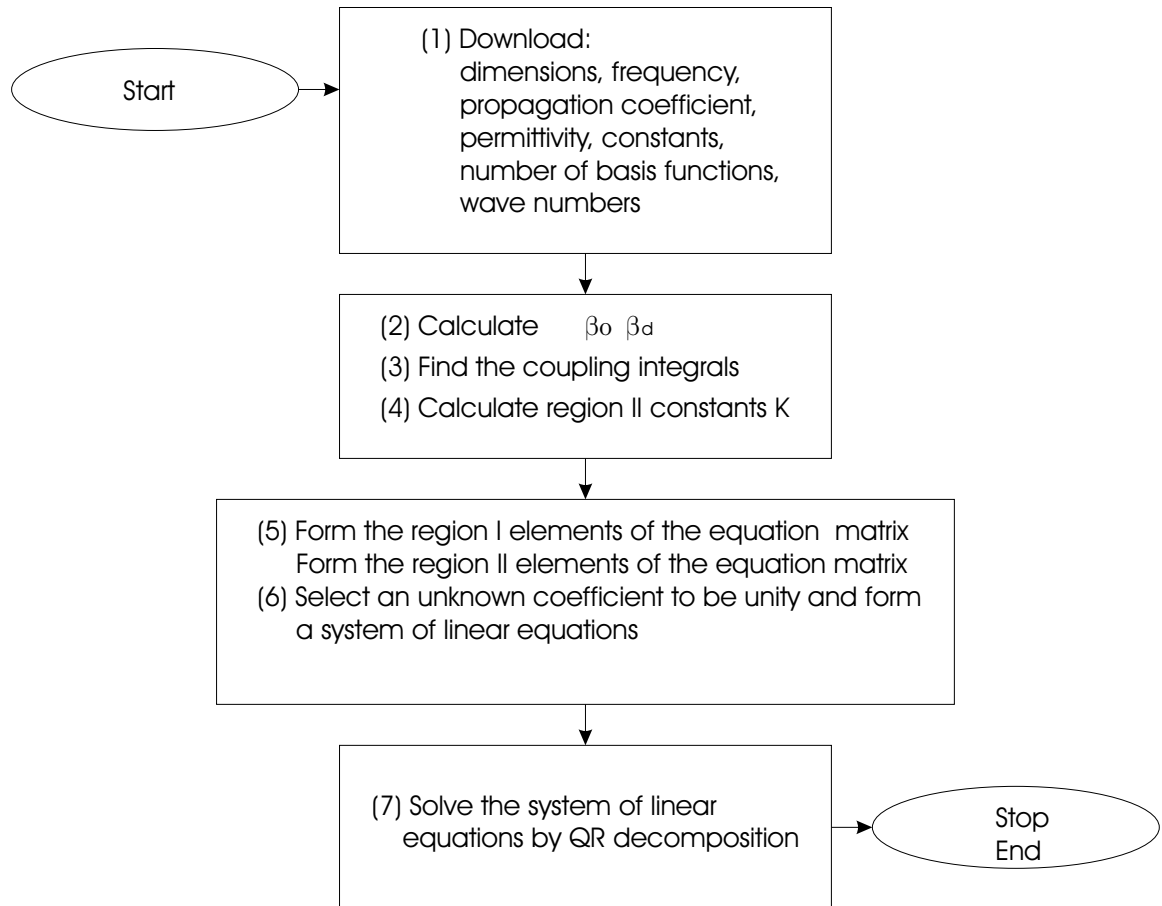 Start
(1) Download:
dimensions, frequency,
propagation coefficient,
permittivity, constants,
number of basis functions,
wave numbers
(2) Calculate βo βd
(3) Find the coupling integrals
(4) Calculate region II constants K
(5) Form the region I elements of the equation matrix
Form the region II elements of the equation matrix
(6) Select an unknown coefficient to be unity and form
a system of linear equations
(7) Solve the system of linear
equations by QR decomposition
Stop
End